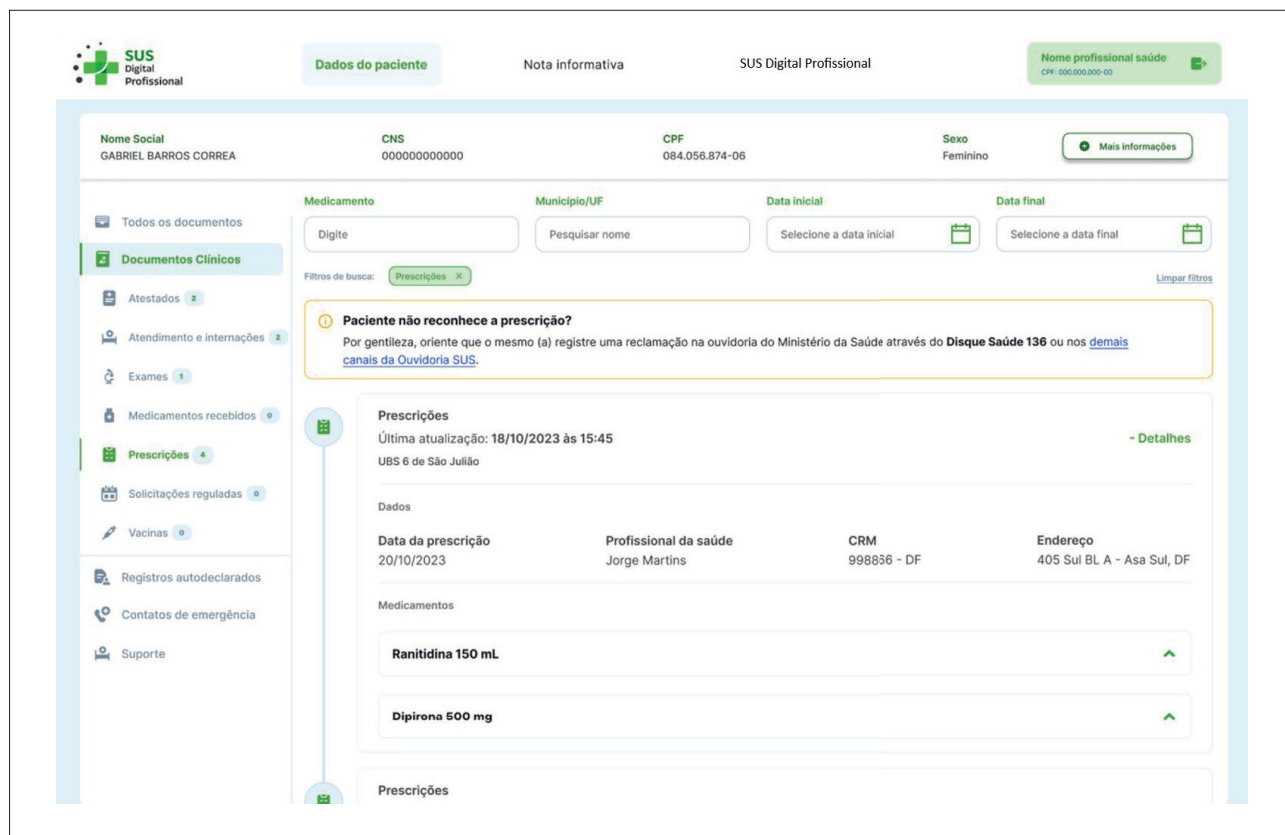 SUS
Digital
Profissional
Dados do paciente
Nota informativa
SUS Digital Profissional
Nome profissional saúde
CPF: 000.000.000-00
Nome Social
GABRIEL BARROS CORREA
CNS
000000000000
CPF
084.056.874-06
Sexo
Feminino
Mais informações
Todos os documentos
Documentos Clínicos
Atestados 2
Atendimento e internações 2
Exames 1
Medicamentos recebidos 0
Prescrições 4
Solicitações reguladas 0
Vacinas 0
Registros autodeclarados
Contatos de emergência
Suporte
Medicamento
Digite
Município/UF
Pesquisar nome
Data inicial
Selecione a data inicial
Data final
Selecione a data final
Filtros de busca: Prescrições ×
Limpar filtros
Paciente não reconhece a prescrição?
Por gentileza, oriente que o mesmo (a) registre uma reclamação na ouvidoria do Ministério da Saúde através do Disque Saúde 136 ou nos demais
canais da Ouvidoria SUS.
Prescrições
Última atualização: 18/10/2023 às 15:45
UBS 6 de São Julião
- Detalhes
Dados
Data da prescrição
20/10/2023
Profissional da saúde
Jorge Martins
CRM
998866 - DF
Endereço
405 Sul BL A - Asa Sul, DF
Medicamentos
Ranitidina 150 mL
Dipirona 500 mg
Prescrições